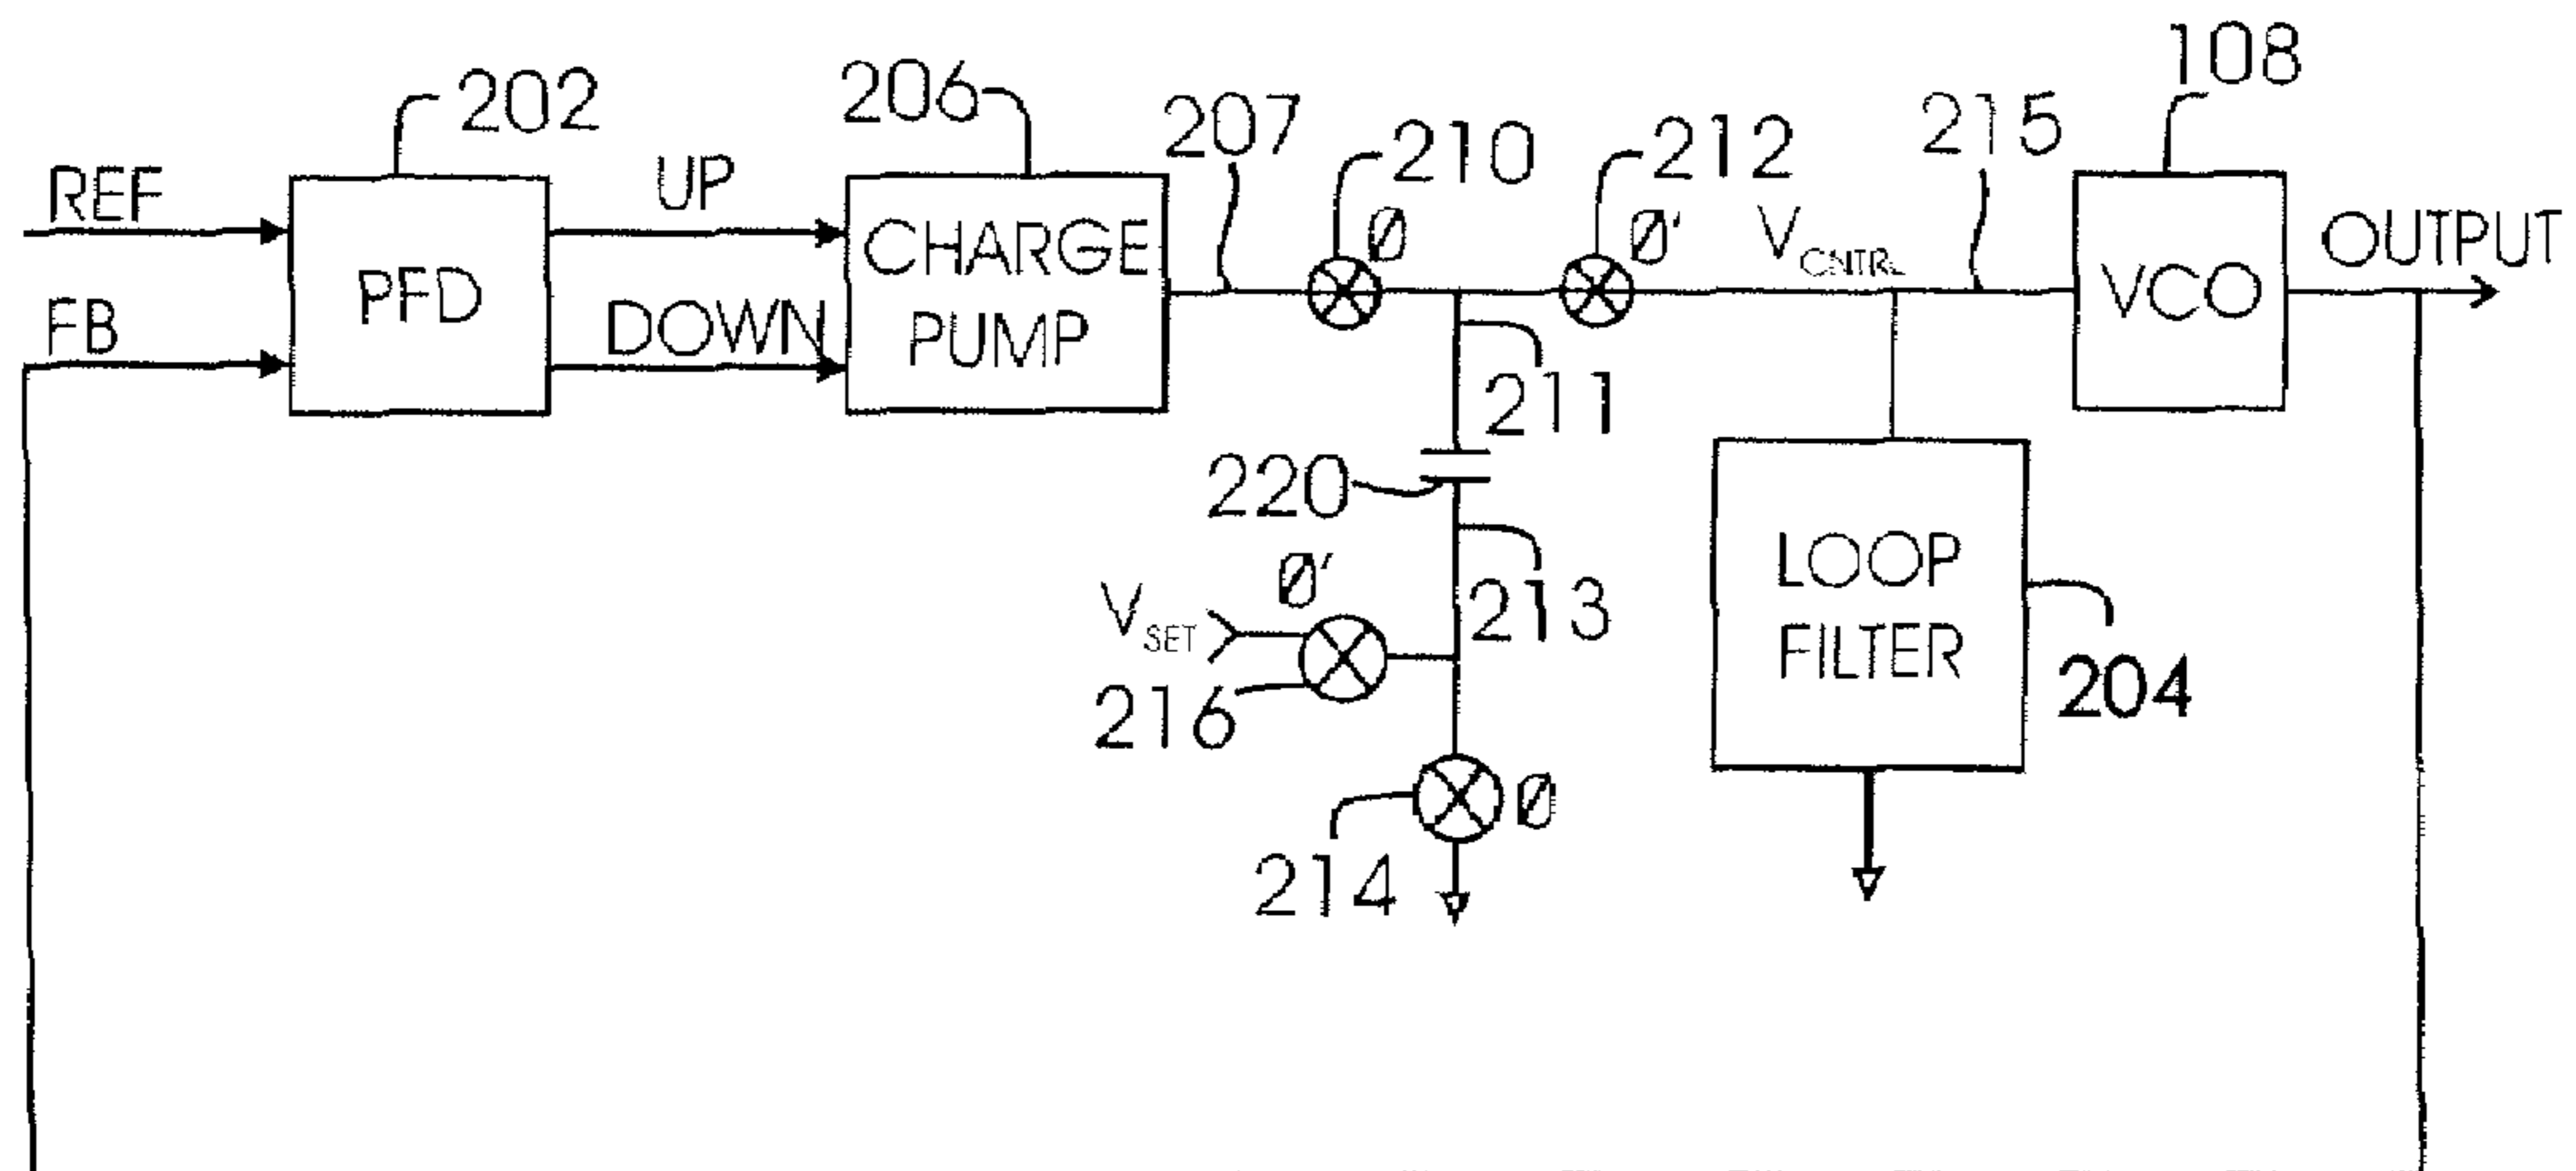 202
206
207
210
212
215
108
REF
FB
PFD
UP
DOWN
CHARGE
PUMP
Ø
Ø'
V CNTRL
VCO
OUTPUT
211
220
213
Ø'
V SET
216
214
Ø
LOOP
FILTER
204